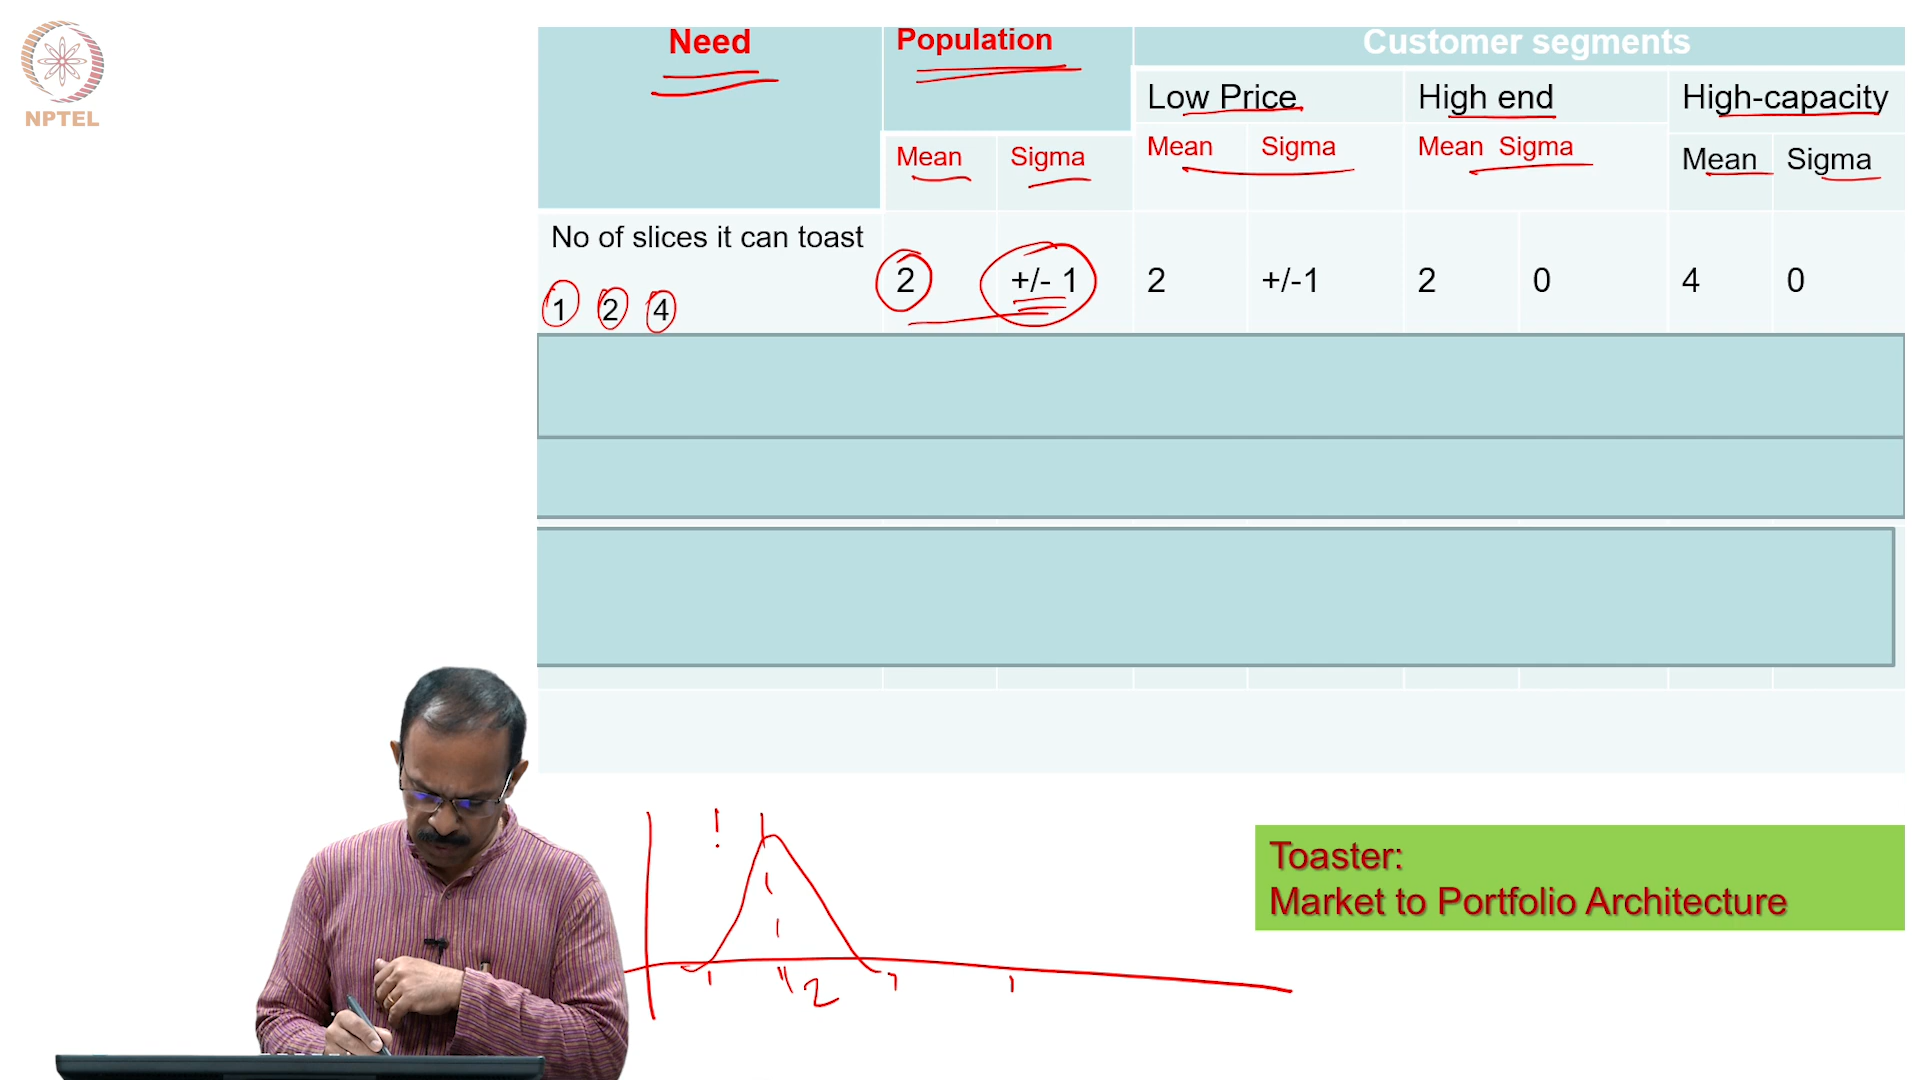 NPTEL
Need Population Customer segments
Low Price High end High-capacity
Mean Sigma Mean Sigma Mean Sigma Mean Sigma
No of slices it can toast
2 +/- 1 2 +/-1 2 0 4 0
1 2 4
2
Toaster:
Market to Portfolio Architecture